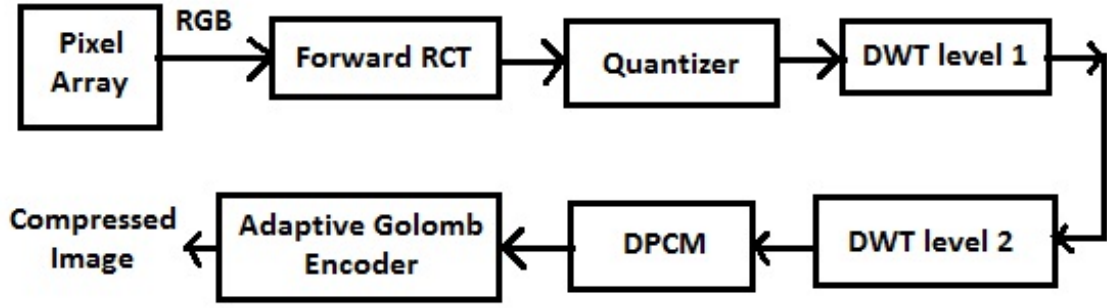 RGB
Pixel
Array
Forward RCT
Quantizer
DWT level 1
DWT level 2
DPCM
Adaptive Golomb
Encoder
Compressed
Image